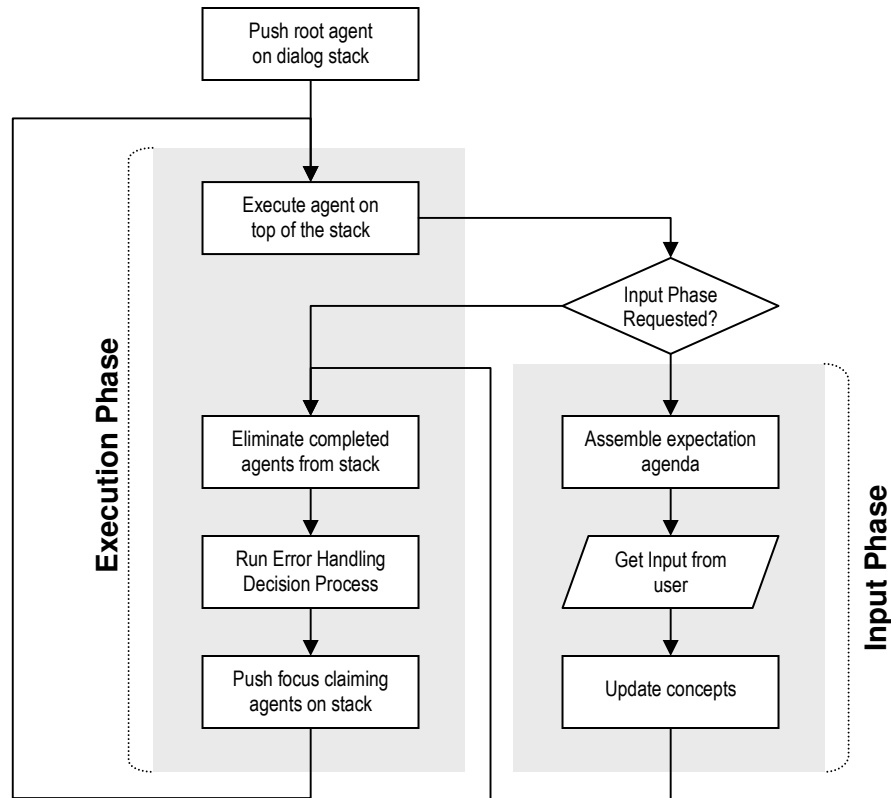 Push root agent
on dialog stack
Execute agent on
top of the stack
Input Phase
Requested?
Execution Phase
Eliminate completed
agents from stack
Run Error Handling
Decision Process
Push focus claiming
agents on stack
Assemble expectation
agenda
Get Input from
user
Update concepts
Input Phase